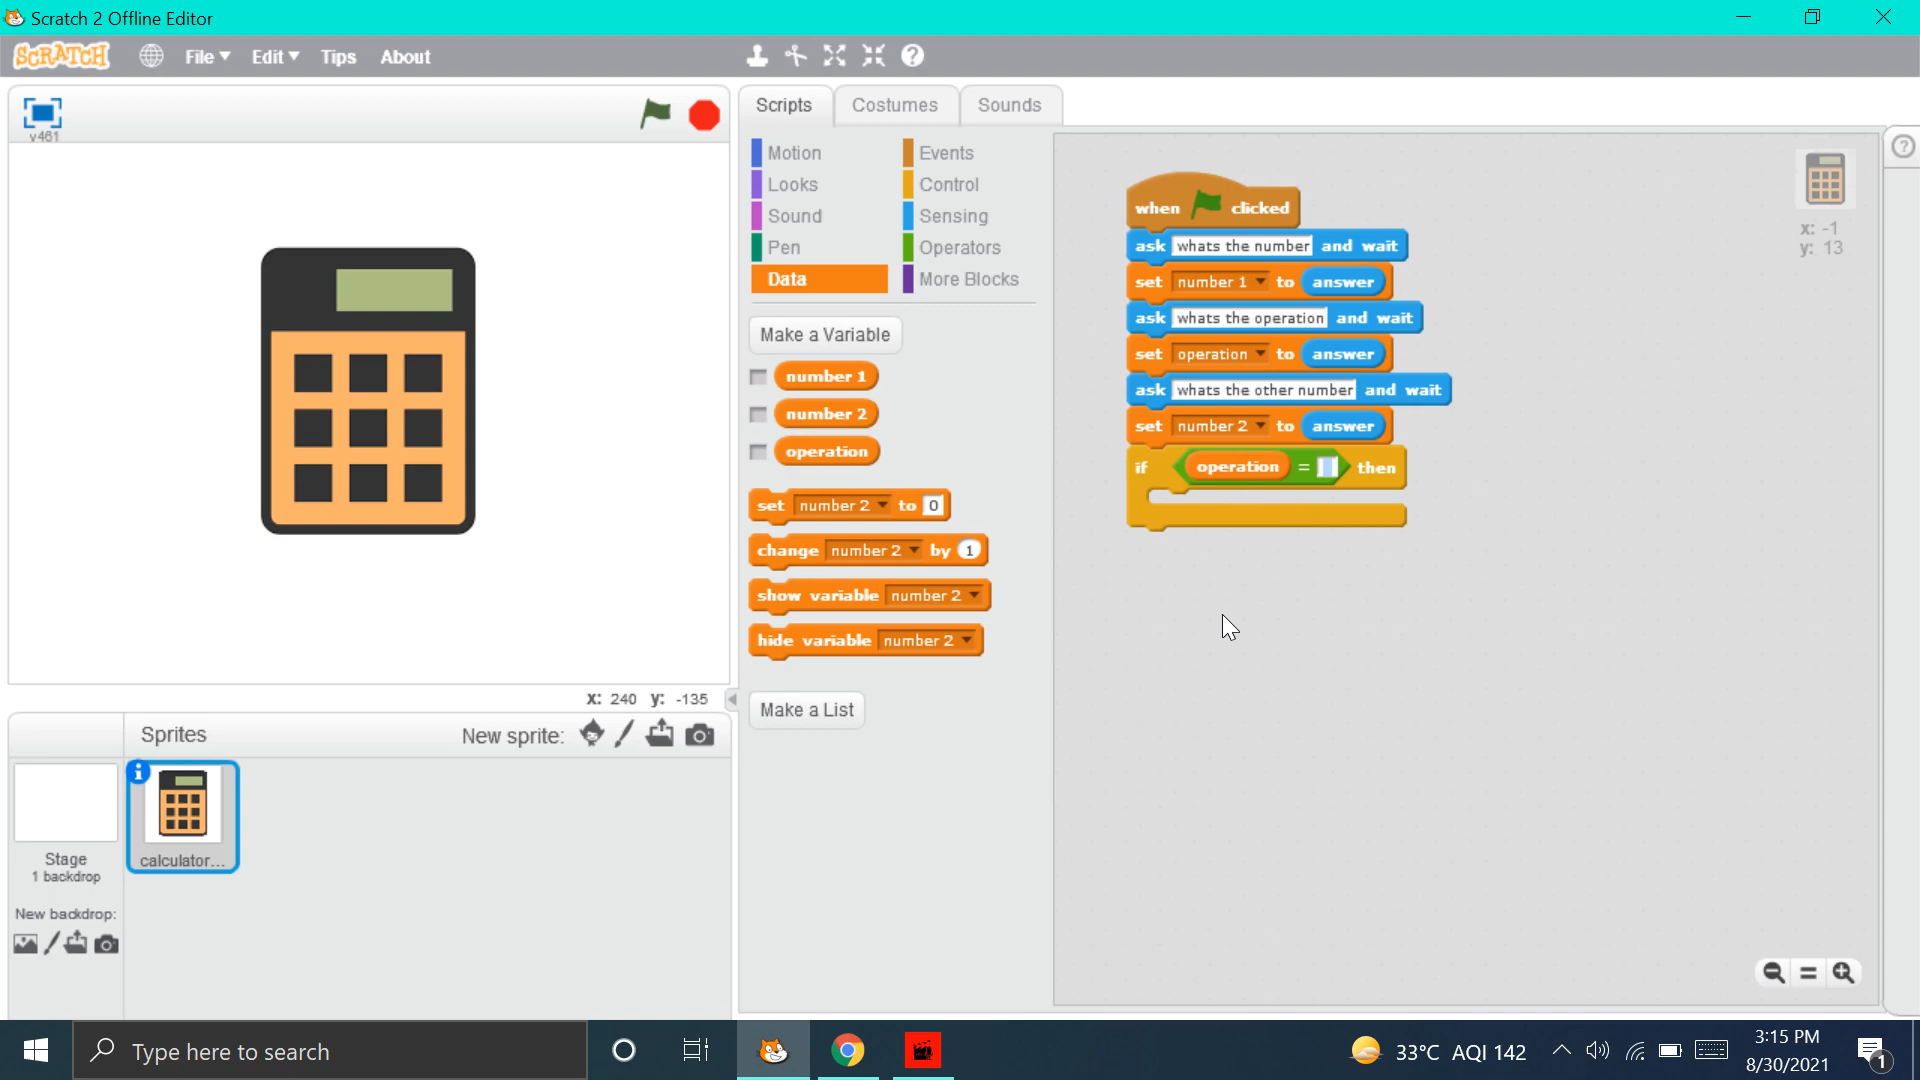 Scratch 2 Offline Editor
SCRATCH File Edit Tips About
v461
Scripts Costumes Sounds
Motion Events
Looks Control
Sound Sensing
Pen Operators
Data More Blocks
Make a Variable
number 1
number 2
operation
set number 2 to 0
change number 2 by 1
show variable number 2
hide variable number 2
Make a List
when clicked
ask whats the number and wait
set number 1 to answer
ask whats the operation and wait
set operation to answer
ask whats the other number and wait
set number 2 to answer
if operation = then
x: -1
y: 13
x: 240 y: -135
Sprites New sprite:
Stage
1 backdrop
New backdrop:
calculator...
Type here to search
33°C AQI 142
3:15 PM
8/30/2021
1